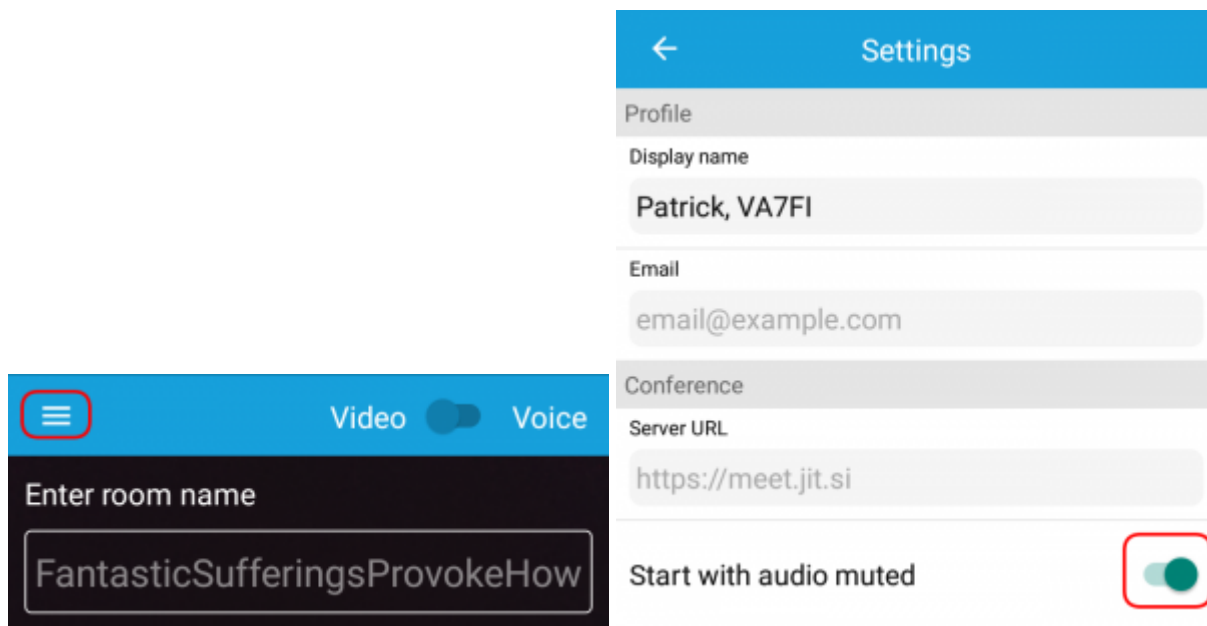 Video Voice
Enter room name
FantasticSufferingsProvokeHow
Settings
Profile
Display name
Patrick, VA7FI
Email
email@example.com
Conference
Server URL
https://meet.jit.si
Start with audio muted